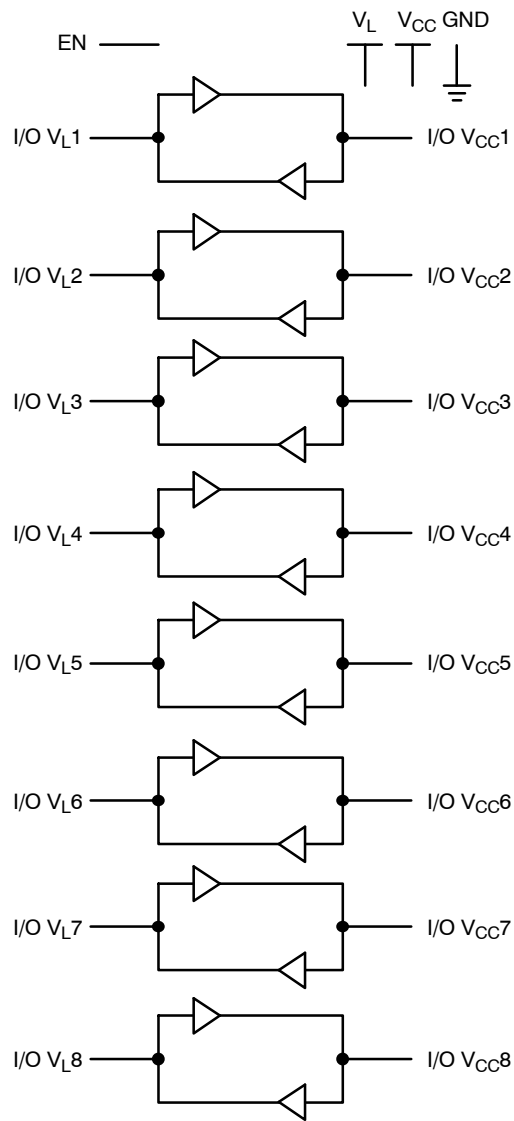 V_L V_CC GND
EN
I/O V_L1 I/O V_CC1
I/O V_L2 I/O V_CC2
I/O V_L3 I/O V_CC3
I/O V_L4 I/O V_CC4
I/O V_L5 I/O V_CC5
I/O V_L6 I/O V_CC6
I/O V_L7 I/O V_CC7
I/O V_L8 I/O V_CC8